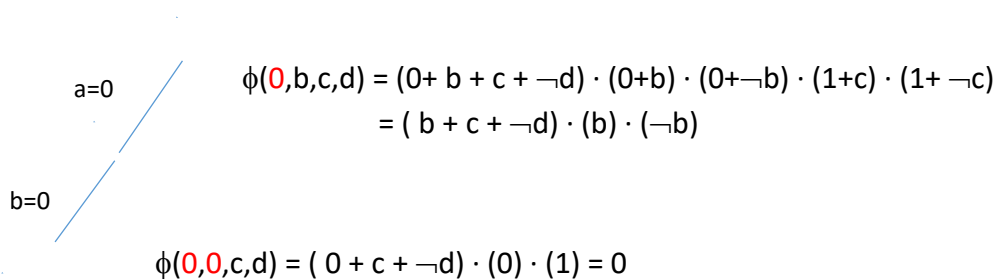 a=0
ϕ(0,b,c,d) = (0+ b + c + ¬d) · (0+b) · (0+¬b) · (1+c) · (1+ ¬c)
= ( b + c + ¬d) · (b) · (¬b)
b=0
ϕ(0,0,c,d) = ( 0 + c + ¬d) · (0) · (1) = 0